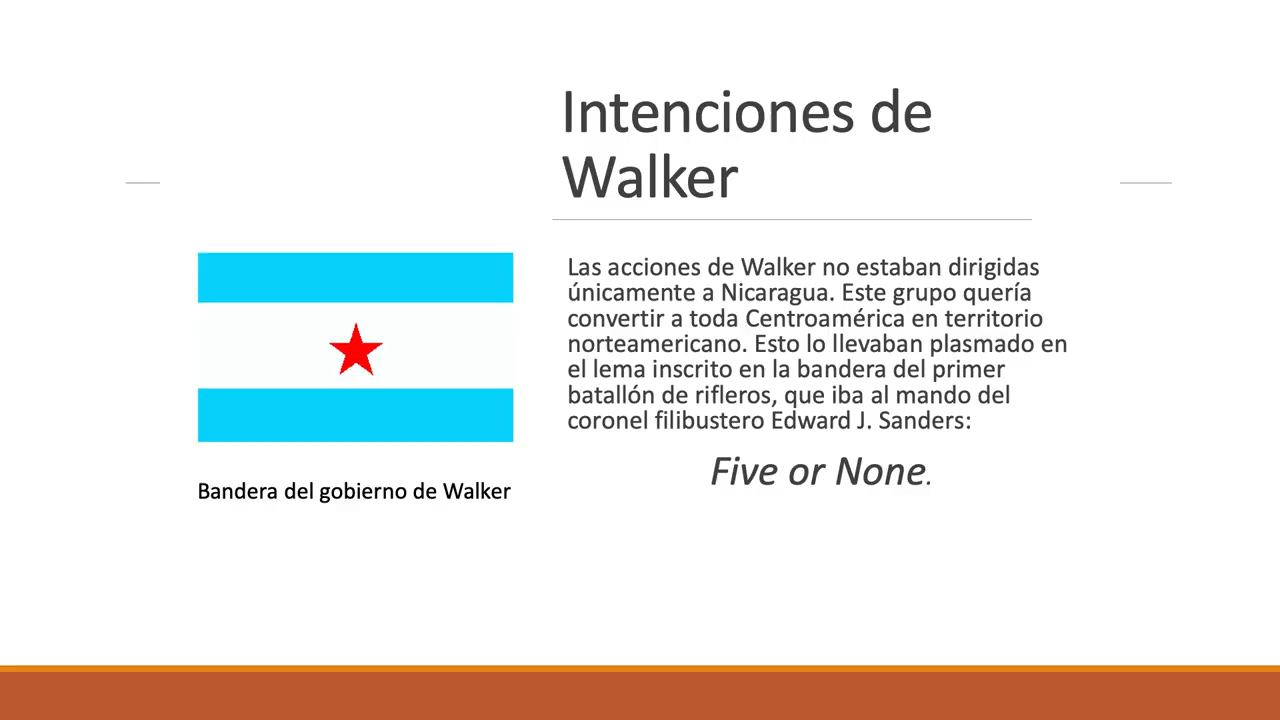 Intenciones de
Walker
Las acciones de Walker no estaban dirigidas
únicamente a Nicaragua. Este grupo quería
convertir a toda Centroamérica en territorio
norteamericano. Esto lo llevaban plasmado en
el lema inscrito en la bandera del primer
batallón de rifleros, que iba al mando del
coronel filibustero Edward J. Sanders:
Five or None.
Bandera del gobierno de Walker